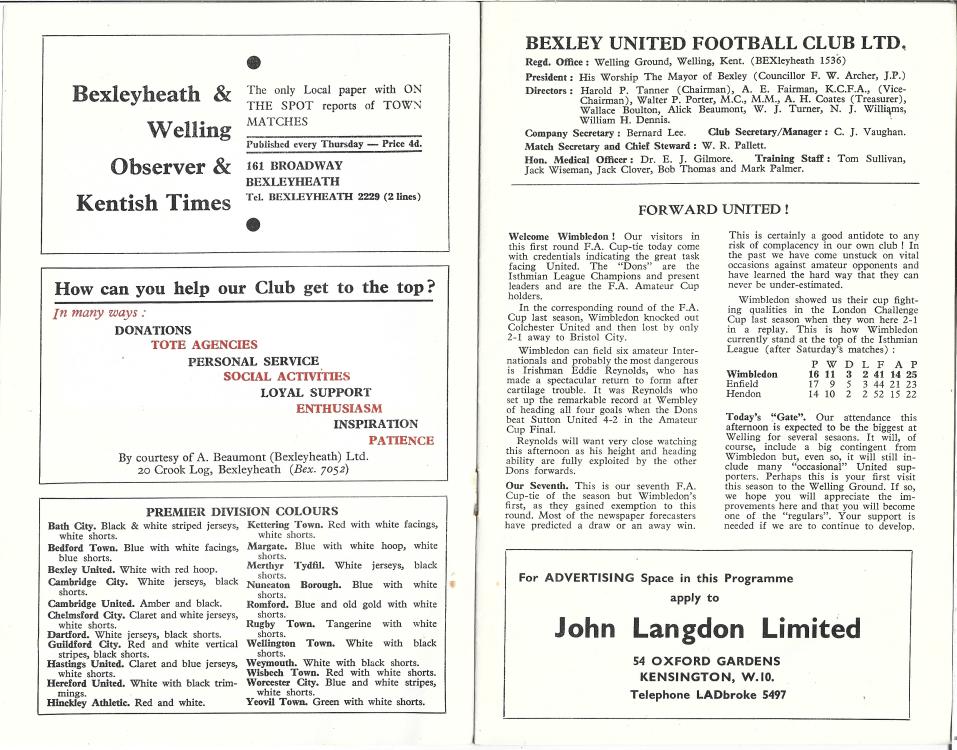 Bexleyheath &
Welling
Observer &
Kentish Times
The only Local paper with ON
THE SPOT reports of TOWN
MATCHES
Published every Thursday — Price 4d.
161 BROADWAY
BEXLEYHEATH
Tel. BEXLEYHEATH 2229 (2 lines)
How can you help our Club get to the top?
In many ways :
DONATIONS
TOTE AGENCIES
PERSONAL SERVICE
SOCIAL ACTIVITIES
LOYAL SUPPORT
ENTHUSIASM
INSPIRATION
PATIENCE
By courtesy of A. Beaumont (Bexleyheath) Ltd.
20 Crook Log, Bexleyheath (Bex. 7052)
PREMIER DIVISION COLOURS
Bath City. Black & white striped jerseys,
white shorts.
Bedford Town. Blue with white facings,
blue shorts.
Bexley United. White with red hoop.
Cambridge City. White jerseys, black
shorts.
Cambridge United. Amber and black.
Chelmsford City. Claret and white jerseys,
white shorts.
Dartford. White jerseys, black shorts.
Guildford City. Red and white vertical
stripes, black shorts.
Hastings United. Claret and blue jerseys,
white shorts.
Hereford United. White with black trim-
mings.
Hinckley Athletic. Red and white.
Kettering Town. Red with white facings,
white shorts.
Margate. Blue with white hoop, white
shorts.
Merthyr Tydfil. White jerseys, black
shorts.
Nuneaton Borough. Blue with white
shorts.
Romford. Blue and old gold with white
shorts.
Rugby Town. Tangerine with white
shorts.
Wellington Town. White with black
shorts.
Weymouth. White with black shorts.
Wisbech Town. Red with white shorts.
Worcester City. Blue and white stripes,
white shorts.
Yeovil Town. Green with white shorts.
BEXLEY UNITED FOOTBALL CLUB LTD.
Regd. Office : Welling Ground, Welling, Kent. (BEXleyheath 1536)
President : His Worship The Mayor of Bexley (Councillor F. W. Archer, J.P.)
Directors : Harold P. Tanner (Chairman), A. E. Fairman, K.C.F.A., (Vice-
Chairman), Walter P. Porter, M.C., M.M., A. H. Coates (Treasurer),
Wallace Boulton, Alick Beaumont, W. J. Turner, N. J. Williams,
William H. Dennis.
Company Secretary : Bernard Lee. Club Secretary/Manager : C. J. Vaughan.
Match Secretary and Chief Steward : W. R. Pallett.
Hon. Medical Officer : Dr. E. J. Gilmore. Training Staff : Tom Sullivan,
Jack Wiseman, Jack Clover, Bob Thomas and Mark Palmer.
FORWARD UNITED !
Welcome Wimbledon ! Our visitors in
this first round F.A. Cup-tie today come
with credentials indicating the great task
facing United. The “Dons” are the
Isthmian League Champions and present
leaders and are the F.A. Amateur Cup
holders.
In the corresponding round of the F.A.
Cup last season, Wimbledon knocked out
Colchester United and then lost by only
2-1 away to Bristol City.
Wimbledon can field six amateur Inter-
nationals and probably the most dangerous
is Irishman Eddie Reynolds, who has
made a spectacular return to form after
cartilage trouble. It was Reynolds who
set up the remarkable record at Wembley
of heading all four goals when the Dons
beat Sutton United 4-2 in the Amateur
Cup Final.
Reynolds will want very close watching
this afternoon as his height and heading
ability are fully exploited by the other
Dons forwards.
Our Seventh. This is our seventh F.A.
Cup-tie of the season but Wimbledon’s
first, as they gained exemption to this
round. Most of the newspaper forecasters
have predicted a draw or an away win.
This is certainly a good antidote to any
risk of complacency in our own club ! In
the past we have come unstuck on vital
occasions against amateur opponents and
have learned the hard way that they can
never be under-estimated.
Wimbledon showed us their cup fight-
ing qualities in the London Challenge
Cup last season when they won here 2-1
in a replay. This is how Wimbledon
currently stand at the top of the Isthmian
League (after Saturday’s matches) :
P W D L F A P
Wimbledon 16 11 3 2 41 14 25
Enfield 17 9 5 3 44 21 23
Hendon 14 10 2 2 52 15 22
Today’s “Gate”. Our attendance this
afternoon is expected to be the biggest at
Welling for several sesaons. It will, of
course, include a big contingent from
Wimbledon but, even so, it will still in-
clude many “occasional” United sup-
porters. Perhaps this is your first visit
this season to the Welling Ground. If so,
we hope you will appreciate the im-
provements here and that you will become
one of the “regulars”. Your support is
needed if we are to continue to develop.
For ADVERTISING Space in this Programme
apply to
John Langdon Limited
54 OXFORD GARDENS
KENSINGTON, W.10.
Telephone LADbroke 5497